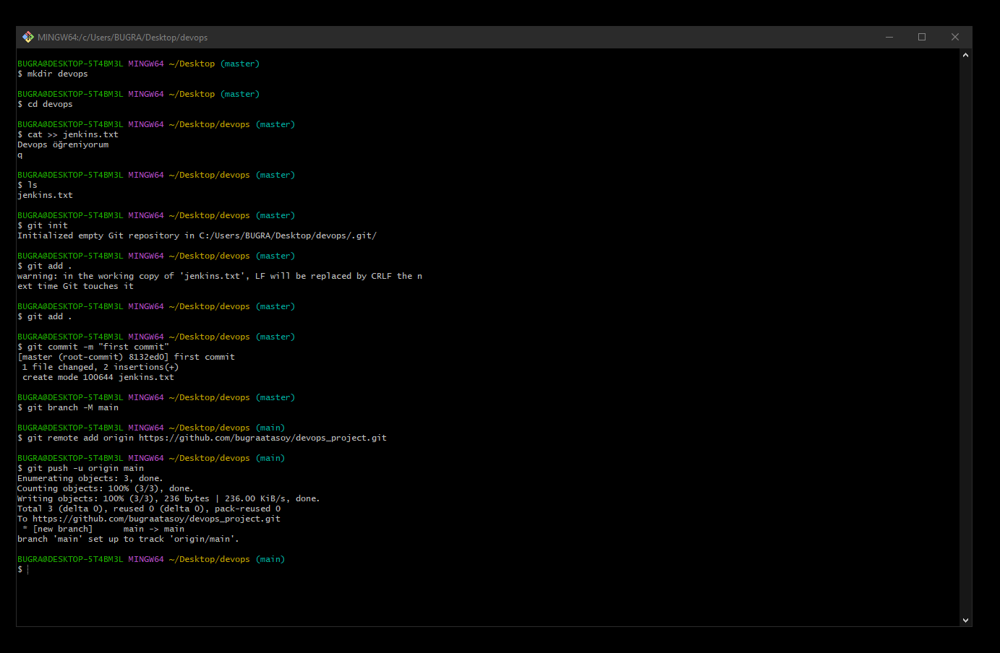 MINGW64:/c/Users/BUGRA/Desktop/devops
BUGRA@DESKTOP-5T4BM3L MINGW64 ~/Desktop (master)
$ mkdir devops
BUGRA@DESKTOP-5T4BM3L MINGW64 ~/Desktop (master)
$ cd devops
BUGRA@DESKTOP-5T4BM3L MINGW64 ~/Desktop/devops (master)
$ cat >> jenkins.txt
Devops öğreniyorum
q
BUGRA@DESKTOP-5T4BM3L MINGW64 ~/Desktop/devops (master)
$ ls
jenkins.txt
BUGRA@DESKTOP-5T4BM3L MINGW64 ~/Desktop/devops (master)
$ git init
Initialized empty Git repository in C:/Users/BUGRA/Desktop/devops/.git/
BUGRA@DESKTOP-5T4BM3L MINGW64 ~/Desktop/devops (master)
$ git add .
warning: in the working copy of 'jenkins.txt', LF will be replaced by CRLF the n
ext time Git touches it
BUGRA@DESKTOP-5T4BM3L MINGW64 ~/Desktop/devops (master)
$ git add .
BUGRA@DESKTOP-5T4BM3L MINGW64 ~/Desktop/devops (master)
$ git commit -m "first commit"
[master (root-commit) 8132ed0] first commit
 1 file changed, 2 insertions(+)
 create mode 100644 jenkins.txt
BUGRA@DESKTOP-5T4BM3L MINGW64 ~/Desktop/devops (master)
$ git branch -M main
BUGRA@DESKTOP-5T4BM3L MINGW64 ~/Desktop/devops (main)
$ git remote add origin https://github.com/bugraatasoy/devops_project.git
BUGRA@DESKTOP-5T4BM3L MINGW64 ~/Desktop/devops (main)
$ git push -u origin main
Enumerating objects: 3, done.
Counting objects: 100% (3/3), done.
Writing objects: 100% (3/3), 236 bytes | 236.00 KiB/s, done.
Total 3 (delta 0), reused 0 (delta 0), pack-reused 0
To https://github.com/bugraatasoy/devops_project.git
 * [new branch]      main -> main
branch 'main' set up to track 'origin/main'.
BUGRA@DESKTOP-5T4BM3L MINGW64 ~/Desktop/devops (main)
$